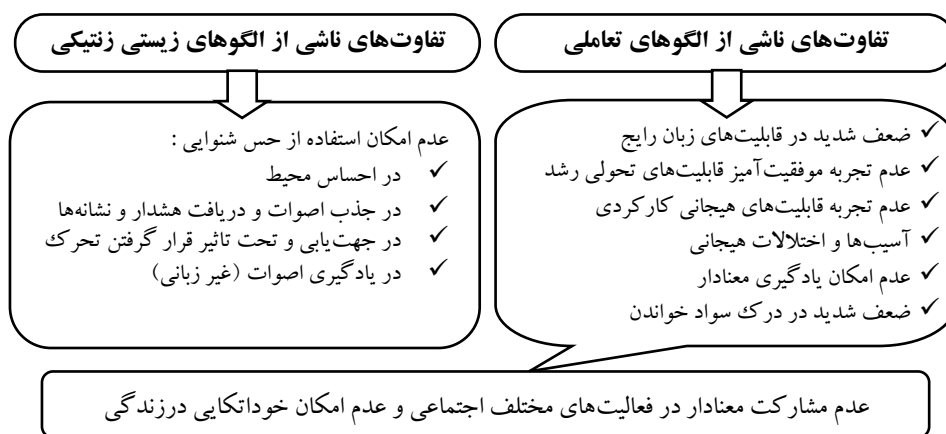 تفاوت‌های ناشی از الگوهای تعاملی
✓ ضعف شدید در قابلیت‌های زبان رایج
✓ عدم تجربه موفقیت‌آمیز قابلیت‌های تحولی رشد
✓ عدم تجربه قابلیت‌های هیجانی کارکردی
✓ آسیب‌ها و اختلالات هیجانی
✓ عدم امکان یادگیری معنادار
✓ ضعف شدید در درک سواد خواندن
تفاوت‌های ناشی از الگوهای زیستی ژنتیکی
عدم امکان استفاده از حس شنوایی :
✓ در احساس محیط
✓ در جذب اصوات و دریافت هشدار و نشانه‌ها
✓ در جهت‌یابی و تحت تاثیر قرار گرفتن تحرک
✓ در یادگیری اصوات (غیر زبانی)
عدم مشارکت معنادار در فعالیت‌های مختلف اجتماعی و عدم امکان خوداتکایی درزندگی